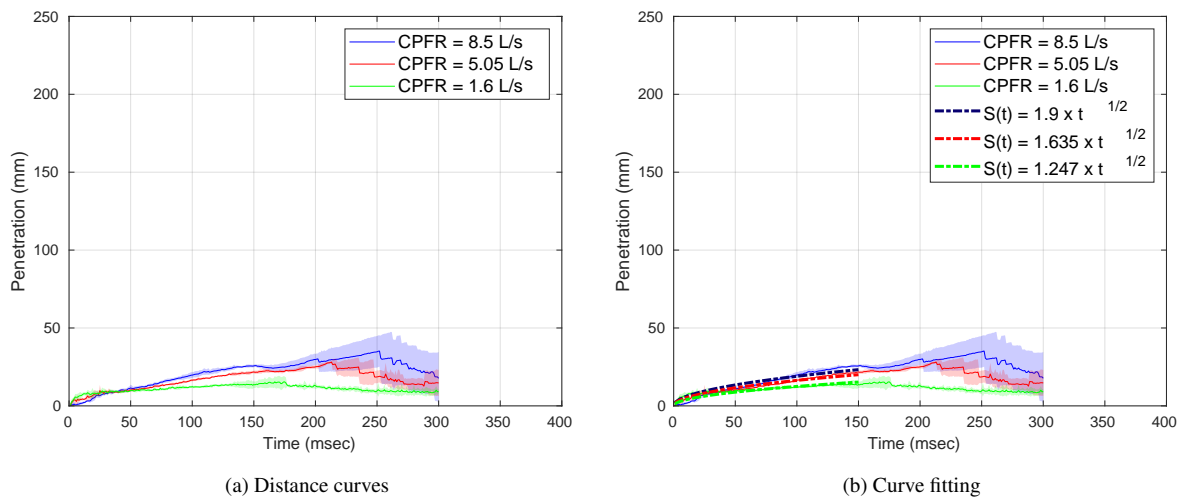 250
200
150
100
50
0
Penetration (mm)
CPFR = 8.5 L/s
CPFR = 5.05 L/s
CPFR = 1.6 L/s
0 50 100 150 200 250 300 350 400
Time (msec)
(a) Distance curves
250
200
150
100
50
0
Penetration (mm)
CPFR = 8.5 L/s
CPFR = 5.05 L/s
CPFR = 1.6 L/s
S(t) = 1.9 x t 1/2
S(t) = 1.635 x t 1/2
S(t) = 1.247 x t 1/2
0 50 100 150 200 250 300 350 400
Time (msec)
(b) Curve fitting